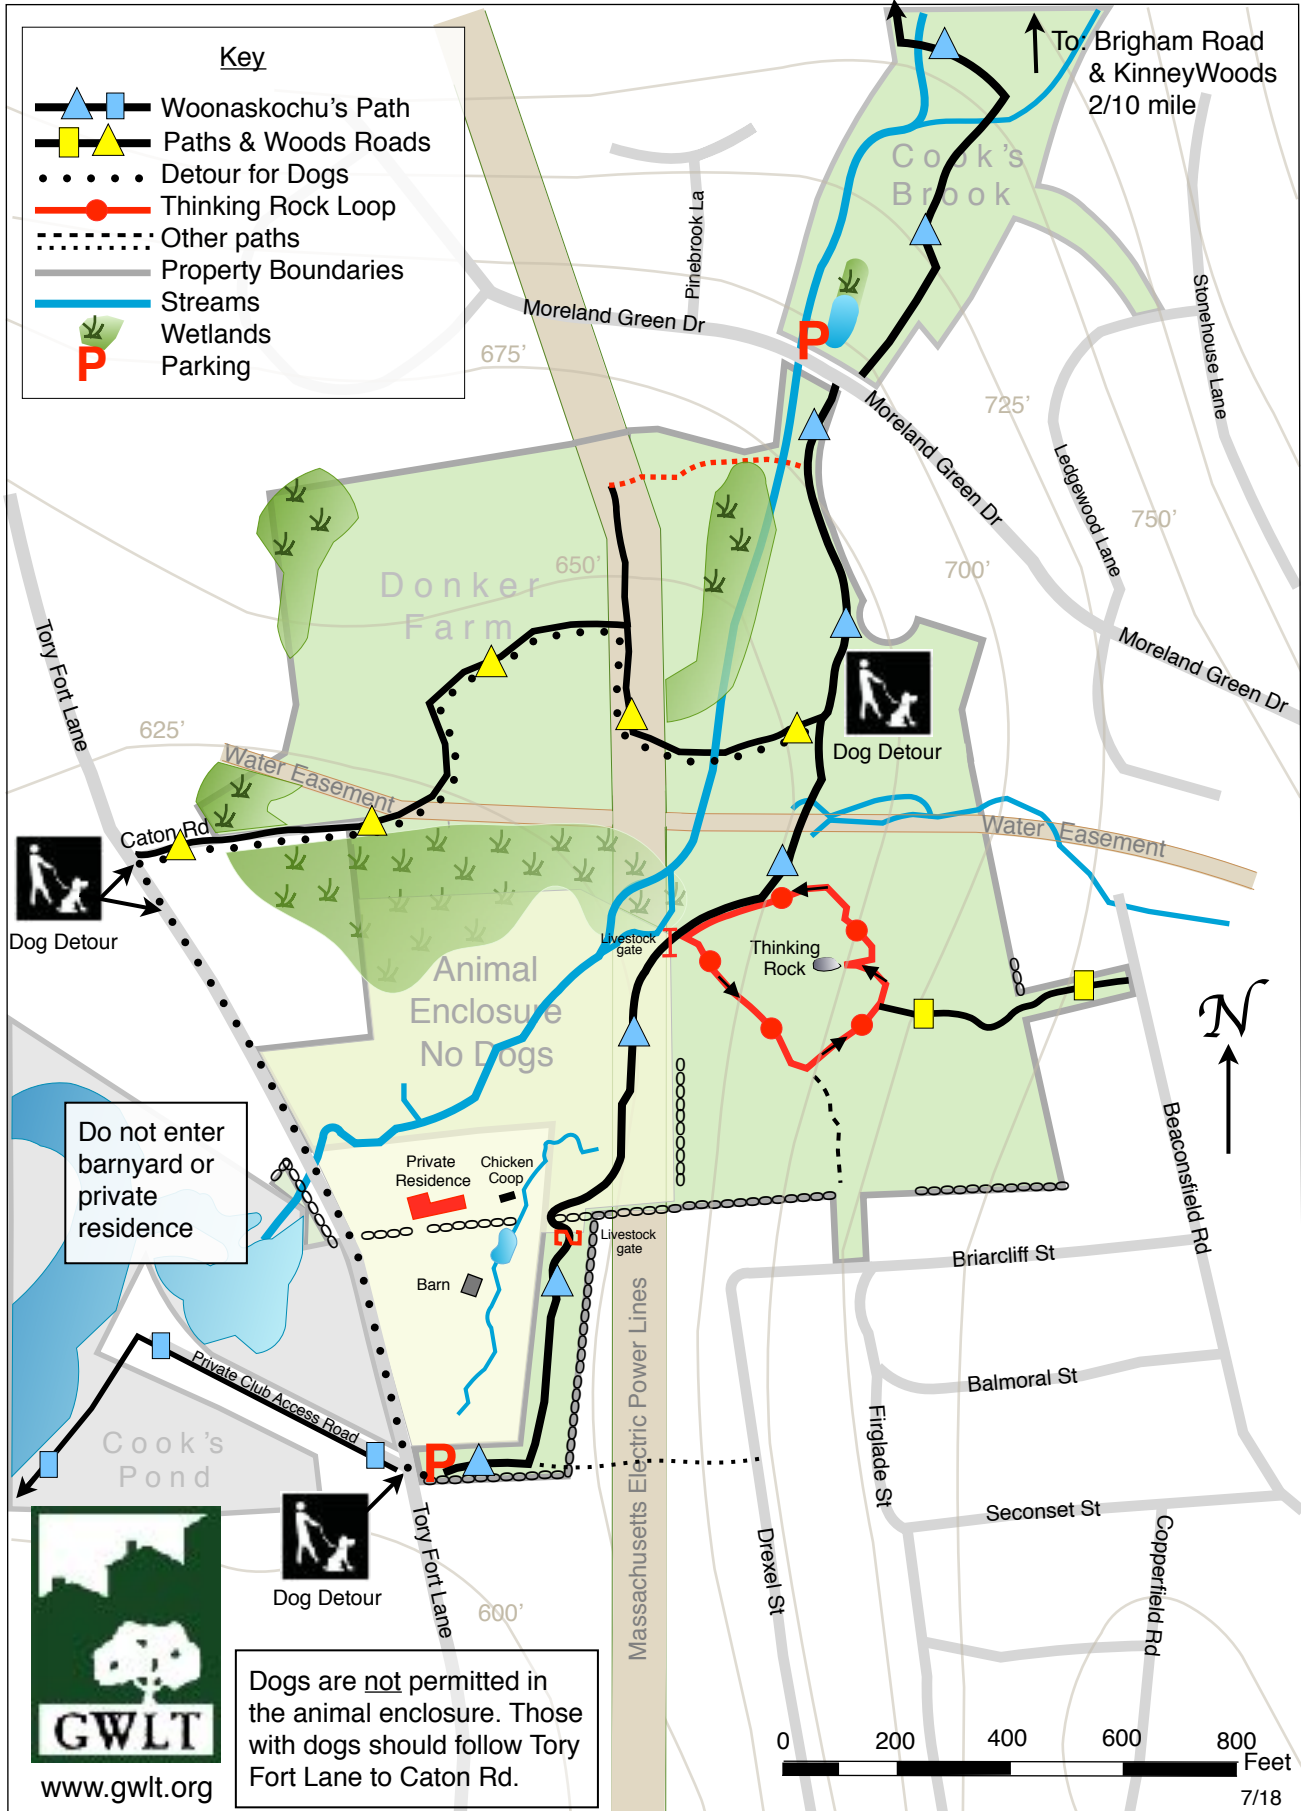 Key
Woonaskochu's Path
Paths & Woods Roads
Detour for Dogs
Thinking Rock Loop
Other paths
Property Boundaries
Streams
Wetlands
P
Parking
To: Brigham Road
& KinneyWoods
2/10 mile
Cook's
Brook
Pinebrook La
Moreland Green Dr
Stonehouse Lane
P
675'
725'
Moreland Green Dr
Ledgewood Lane
750'
700'
650'
Donker
Farm
Tory Fort Lane
Moreland Green Dr
625'
Water Easement
Dog Detour
Caton Rd
Water Easement
Dog Detour
Livestock
gate
Thinking
Rock
Animal
Enclosure
No Dogs
N
Do not enter
barnyard or
private
residence
Private
Residence
Chicken
Coop
Beaconsfield Rd
Livestock
gate
Briarcliff St
Barn
Massachusetts Electric Power Lines
Private Club Access Road
Balmoral St
Firglade St
Cook's
Pond
P
Seconset St
Dog Detour
Tory Fort Lane
Drexel St
Copperfield Rd
600'
GWLT
www.gwlt.org
Dogs are not permitted in
the animal enclosure. Those
with dogs should follow Tory
Fort Lane to Caton Rd.
0 200 400 600 800
Feet
7/18